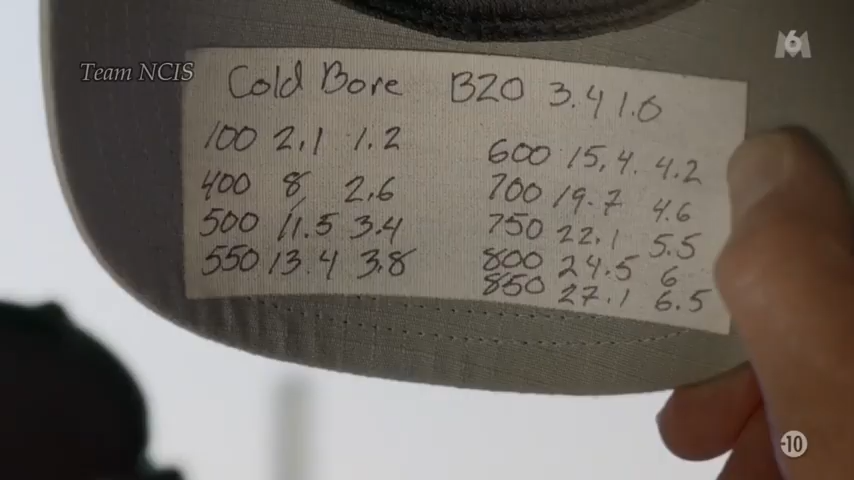 Team NCIS
M6
Cold Bore B20 3.4 1.6
100 2.1 1.2
400 8 2.6
500 11.5 3.4
550 13.4 3.8
600 15.4. 4.2
700 19.7 4.6
750 22.1 5.5
800 24.5 6
850 27.1 6.5
-10